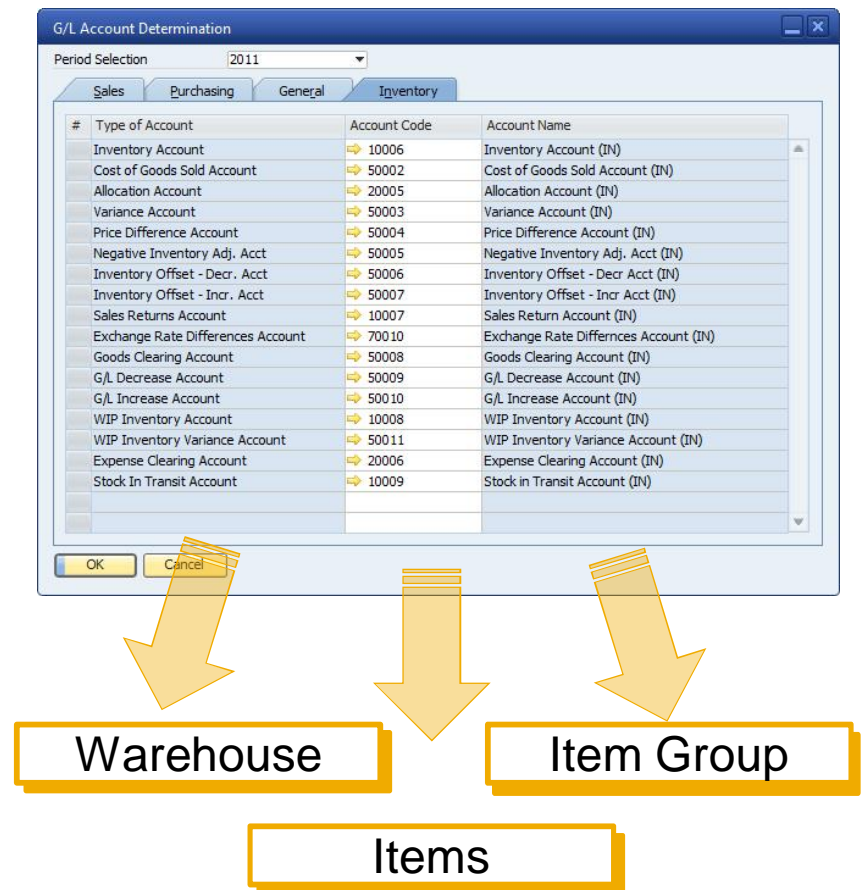 G/L Account Determination
Period Selection 2011
Sales Purchasing General Inventory
# Type of Account Account Code Account Name
Inventory Account 10006 Inventory Account (IN)
Cost of Goods Sold Account 50002 Cost of Goods Sold Account (IN)
Allocation Account 20005 Allocation Account (IN)
Variance Account 50003 Variance Account (IN)
Price Difference Account 50004 Price Difference Account (IN)
Negative Inventory Adj. Acct 50005 Negative Inventory Adj. Acct (IN)
Inventory Offset - Decr. Acct 50006 Inventory Offset - Decr Acct (IN)
Inventory Offset - Incr. Acct 50007 Inventory Offset - Incr Acct (IN)
Sales Returns Account 10007 Sales Return Account (IN)
Exchange Rate Differences Account 70010 Exchange Rate Differnces Account (IN)
Goods Clearing Account 50008 Goods Clearing Account (IN)
G/L Decrease Account 50009 G/L Decrease Account (IN)
G/L Increase Account 50010 G/L Increase Account (IN)
WIP Inventory Account 10008 WIP Inventory Account (IN)
WIP Inventory Variance Account 50011 WIP Inventory Variance Account (IN)
Expense Clearing Account 20006 Expense Clearing Account (IN)
Stock In Transit Account 10009 Stock in Transit Account (IN)
OK Cancel
Warehouse Item Group
Items